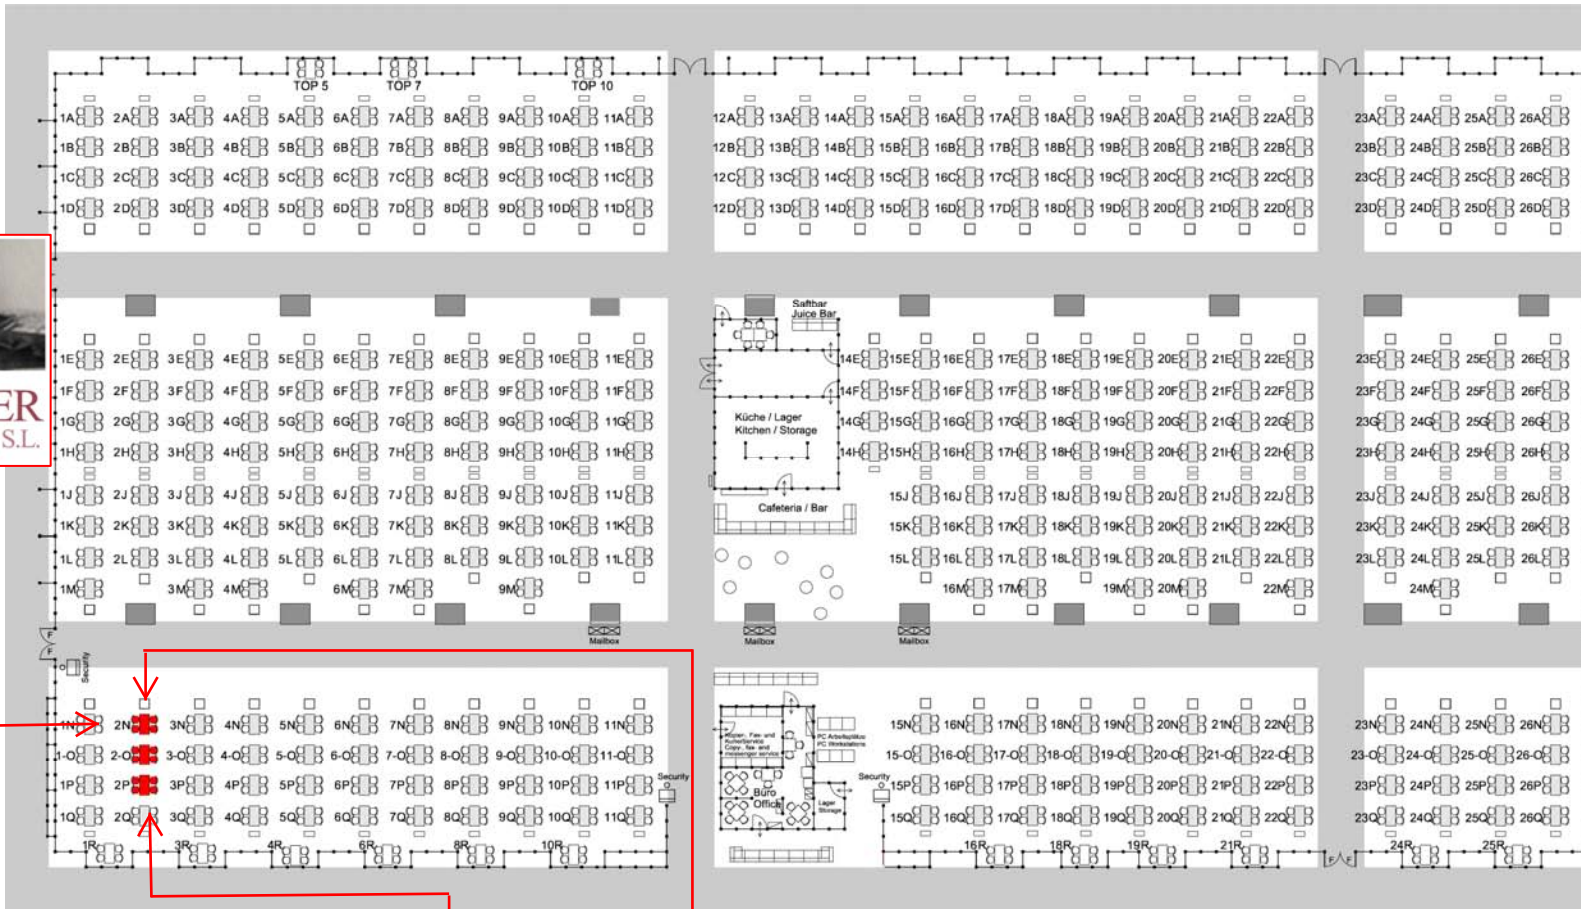 TOP 5 TOP 7 TOP 10
1A 2A 3A 4A 5A 6A 7A 8A 9A 10A 11A 12A 13A 14A 15A 16A 17A 18A 19A 20A 21A 22A 23A 24A 25A 26A
1B 2B 3B 4B 5B 6B 7B 8B 9B 10B 11B 12B 13B 14B 15B 16B 17B 18B 19B 20B 21B 22B 23B 24B 25B 26B
1C 2C 3C 4C 5C 6C 7C 8C 9C 10C 11C 12C 13C 14C 15C 16C 17C 18C 19C 20C 21C 22C 23C 24C 25C 26C
1D 2D 3D 4D 5D 6D 7D 8D 9D 10D 11D 12D 13D 14D 15D 16D 17D 18D 19D 20D 21D 22D 23D 24D 25D 26D
Saftbar
Juice Bar
1E 2E 3E 4E 5E 6E 7E 8E 9E 10E 11E 14E 15E 16E 17E 18E 19E 20E 21E 22E 23E 24E 25E 26E
1F 2F 3F 4F 5F 6F 7F 8F 9F 10F 11F 14F 15F 16F 17F 18F 19F 20F 21F 22F 23F 24F 25F 26F
ER
S.L.
Küche / Lager
Kitchen / Storage
1G 2G 3G 4G 5G 6G 7G 8G 9G 10G 11G 14G 15G 16G 17G 18G 19G 20G 21G 22G 23G 24G 25G 26G
1H 2H 3H 4H 5H 6H 7H 8H 9H 10H 11H 14H 15H 16H 17H 18H 19H 20H 21H 22H 23H 24H 25H 26H
1J 2J 3J 4J 5J 6J 7J 8J 9J 10J 11J 15J 16J 17J 18J 19J 20J 21J 22J 23J 24J 25J 26J
Cafeteria / Bar
1K 2K 3K 4K 5K 6K 7K 8K 9K 10K 11K 15K 16K 17K 18K 19K 20K 21K 22K 23K 24K 25K 26K
1L 2L 3L 4L 5L 6L 7L 8L 9L 10L 11L 15L 16L 17L 18L 19L 20L 21L 22L 23L 24L 25L 26L
1M 3M 4M 6M 7M 9M 16M 17M 19M 20M 22M 24M
F
Mailbox Mailbox Mailbox
F
Security
1N 2N 3N 4N 5N 6N 7N 8N 9N 10N 11N 15N 16N 17N 18N 19N 20N 21N 22N 23N 24N 25N 26N
Kopier-, Fax- und
KurierService
Copy-, fax- and
messenger service
PC Arbeitsplätze
PC Workstations
1-O 2-O 3-O 4-O 5-O 6-O 7-O 8-O 9-O 10-O 11-O 15-O 16-O 17-O 18-O 19-O 20-O 21-O 22-O 23-O 24-O 25-O 26-O
Security Security
1P 2P 3P 4P 5P 6P 7P 8P 9P 10P 11P 15P 16P 17P 18P 19P 20P 21P 22P 23P 24P 25P 26P
Büro
Office
Lager
Storage
1Q 2Q 3Q 4Q 5Q 6Q 7Q 8Q 9Q 10Q 11Q 15Q 16Q 17Q 18Q 19Q 20Q 21Q 22Q 23Q 24Q 25Q 26Q
1R 3R 4R 6R 8R 10R 16R 18R 19R 21R 24R 25R
F F